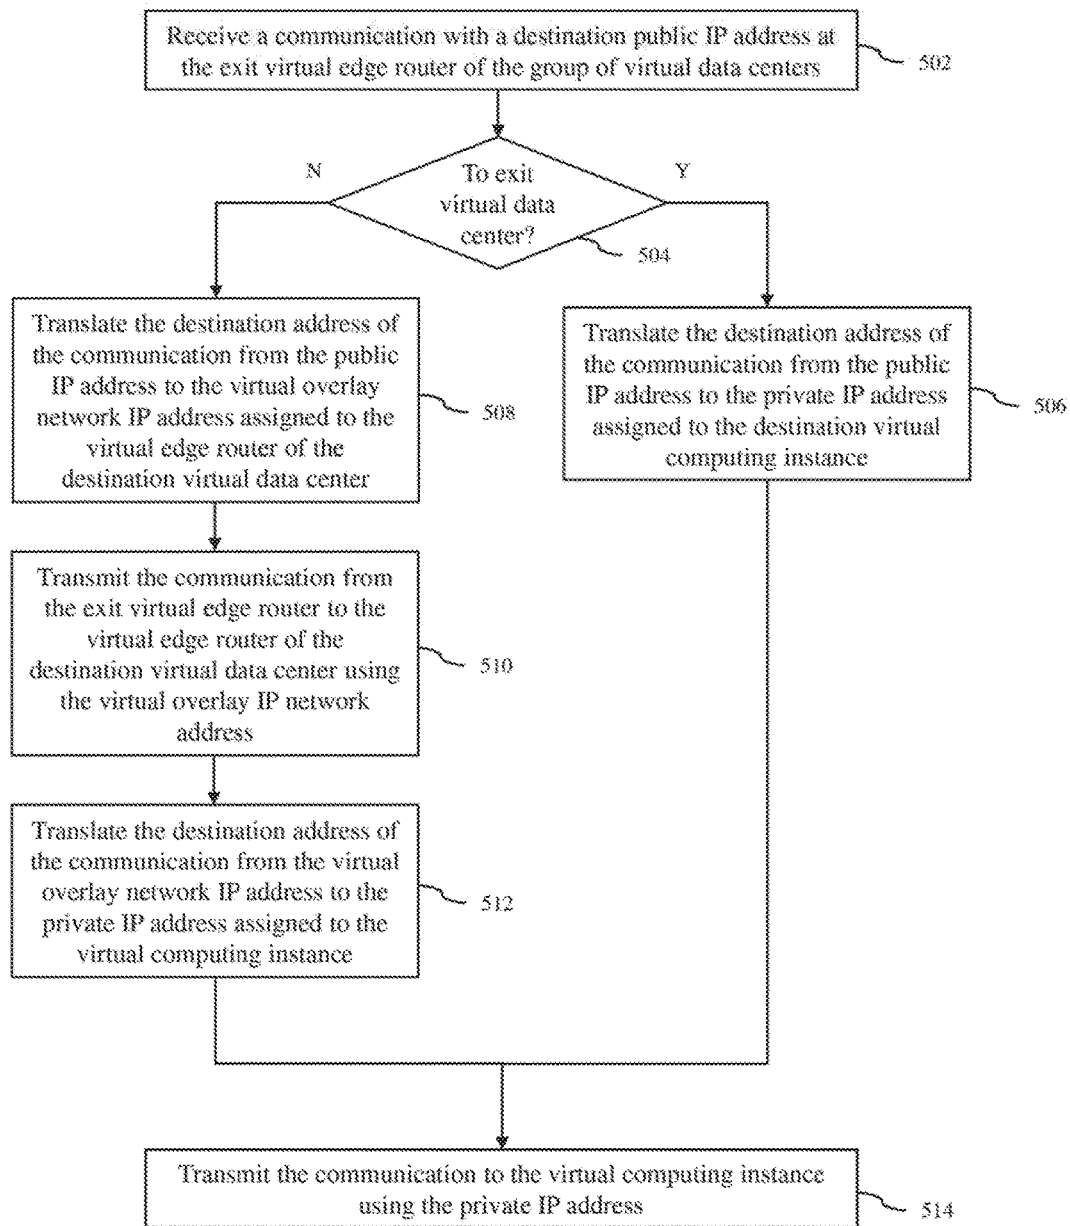 Receive a communication with a destination public IP address at
the exit virtual edge router of the group of virtual data centers
502
N
To exit
virtual data
center?
Y
504
Translate the destination address of
the communication from the public
IP address to the virtual overlay
network IP address assigned to the
virtual edge router of the
destination virtual data center
508
Translate the destination address of
the communication from the public
IP address to the private IP address
assigned to the destination virtual
computing instance
506
Transmit the communication from
the exit virtual edge router to the
virtual edge router of the
destination virtual data center using
the virtual overlay IP network
address
510
Translate the destination address of
the communication from the virtual
overlay network IP address to the
private IP address assigned to the
virtual computing instance
512
Transmit the communication to the virtual computing instance
using the private IP address
514